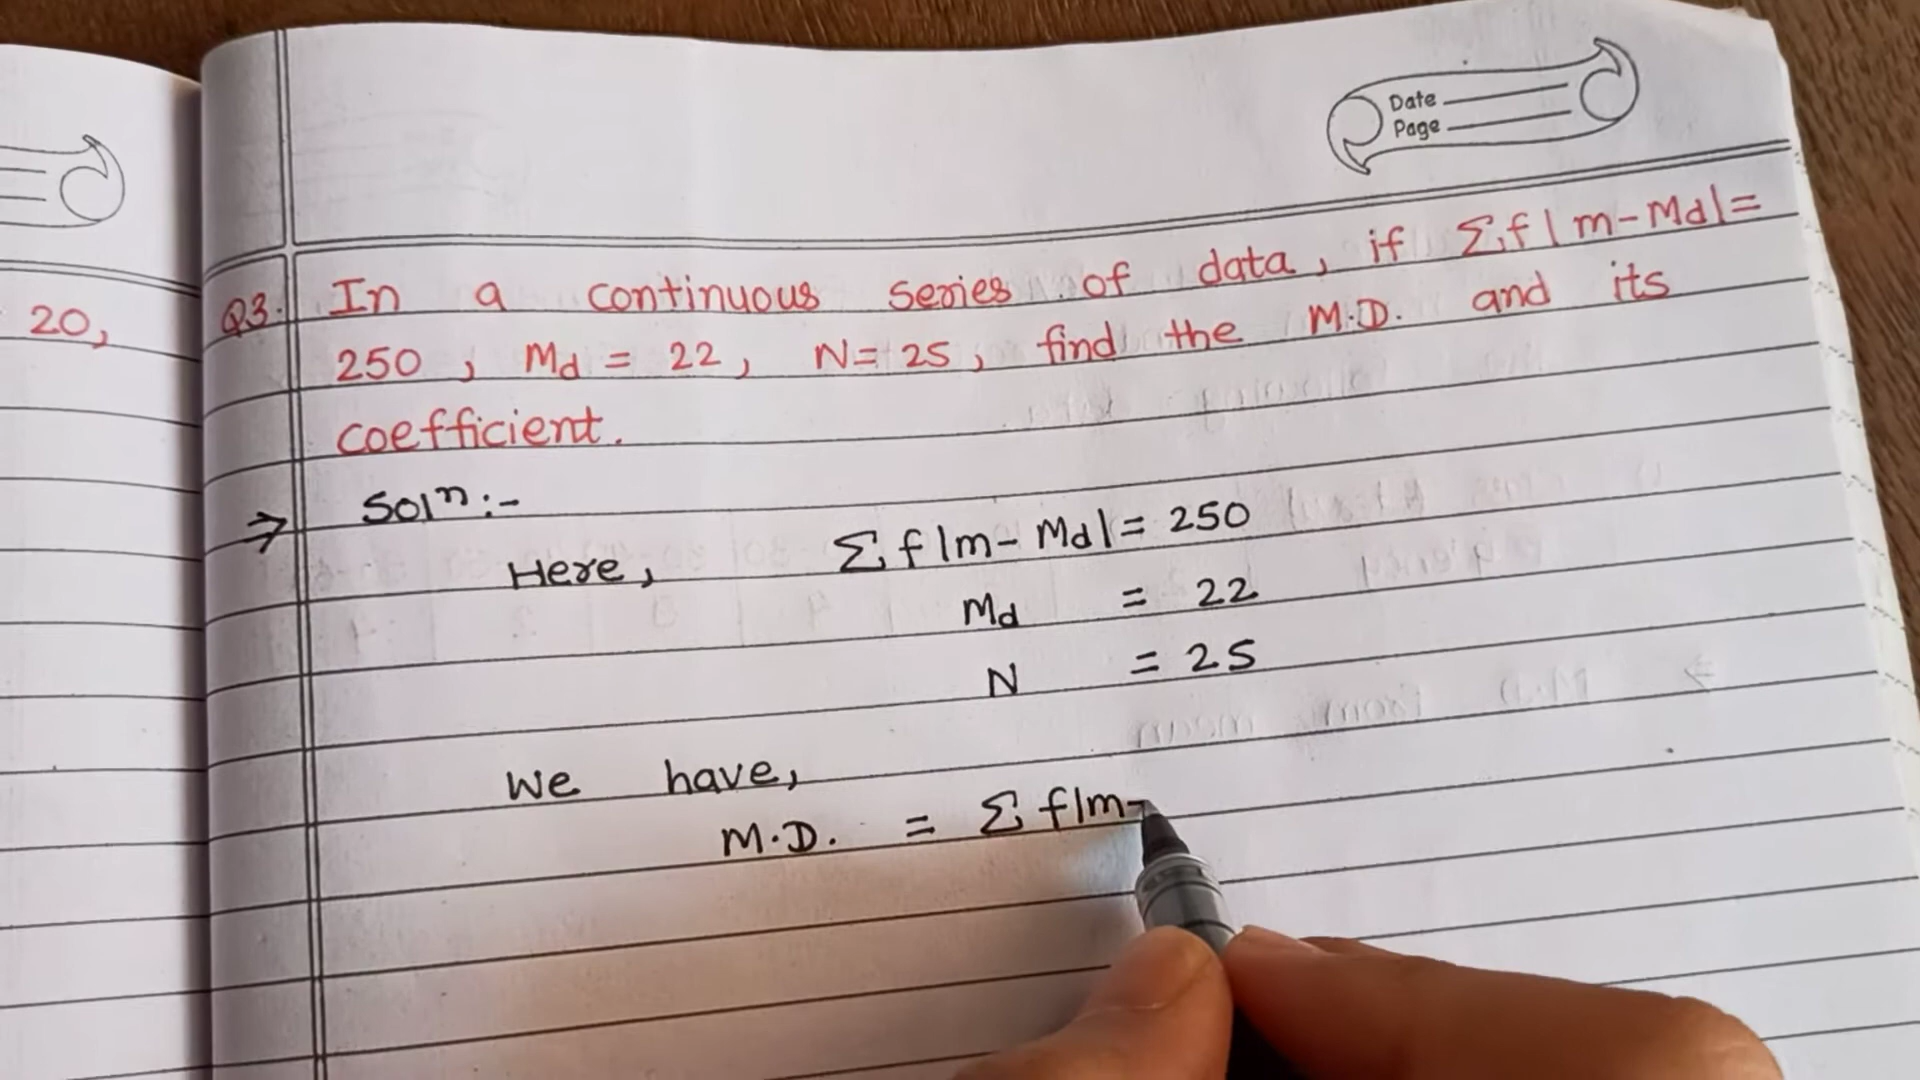 Date
Page
20,
Q3. In a continuous series of data, if Σf|m-Md|=
250, Md = 22, N=25, find the M.D. and its
coefficient.
→ Solⁿ:-
Here, Σf|m-Md|= 250
Md = 22
N = 25
We have,
M.D. = Σf|m-